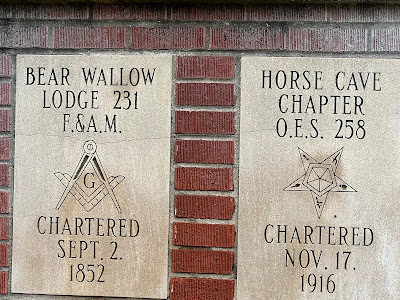 BEAR WALLOW
LODGE 231
F.&A.M.
G
CHARTERED
SEPT. 2.
1852
HORSE CAVE
CHAPTER
O.E.S. 258
CHARTERED
NOV. 17.
1916